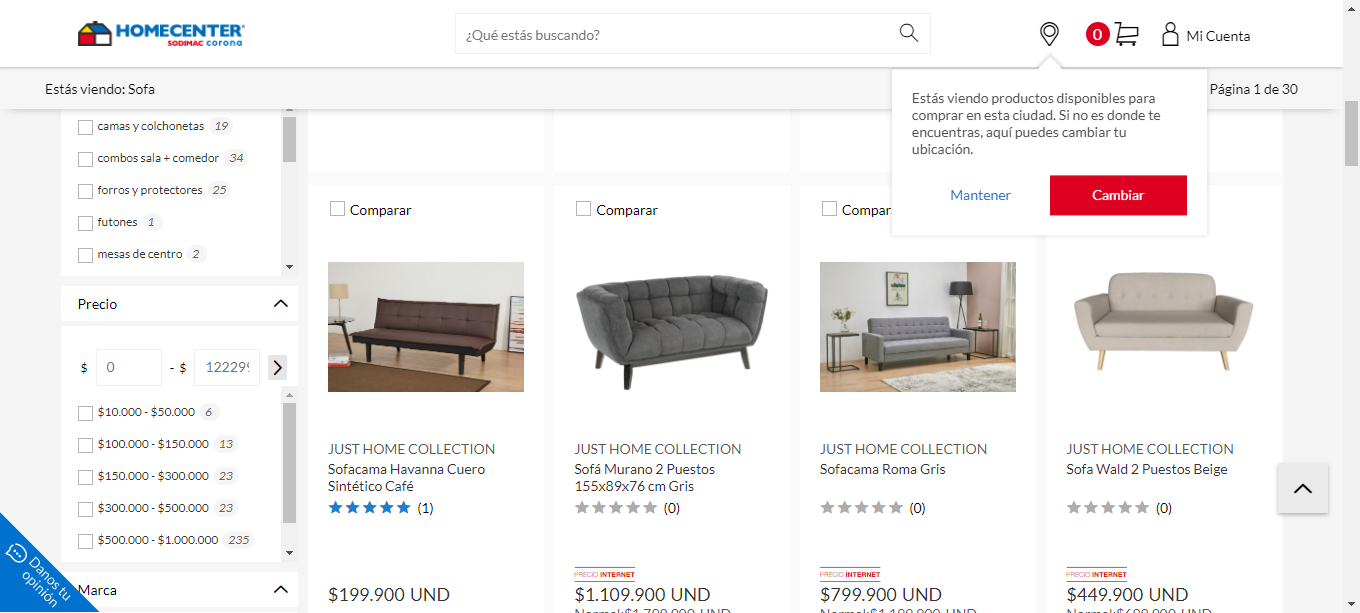 HOMECENTER
SODIMAC corona
¿Qué estás buscando?
0
Mi Cuenta
Estás viendo: Sofa
Página 1 de 30
Estás viendo productos disponibles para
comprar en esta ciudad. Si no es donde te
encuentras, aquí puedes cambiar tu
ubicación.
Mantener
Cambiar
camas y colchonetas 19
combos sala + comedor 34
forros y protectores 25
futones 1
mesas de centro 2
Precio
$ 0 - $ 12229
$10.000 - $50.000 6
$100.000 - $150.000 13
$150.000 - $300.000 23
$300.000 - $500.000 23
$500.000 - $1.000.000 235
Marca
Danos tu
opinión
Comparar
JUST HOME COLLECTION
Sofacama Havanna Cuero
Sintético Café
(1)
$199.900 UND
Comparar
JUST HOME COLLECTION
Sofá Murano 2 Puestos
155x89x76 cm Gris
(0)
PRECIO INTERNET
$1.109.900 UND
Normal:$1.799.900 UND
Compar
JUST HOME COLLECTION
Sofacama Roma Gris
(0)
PRECIO INTERNET
$799.900 UND
Normal:$1.199.900 UND
JUST HOME COLLECTION
Sofa Wald 2 Puestos Beige
(0)
PRECIO INTERNET
$449.900 UND
Normal:$699.900 UND